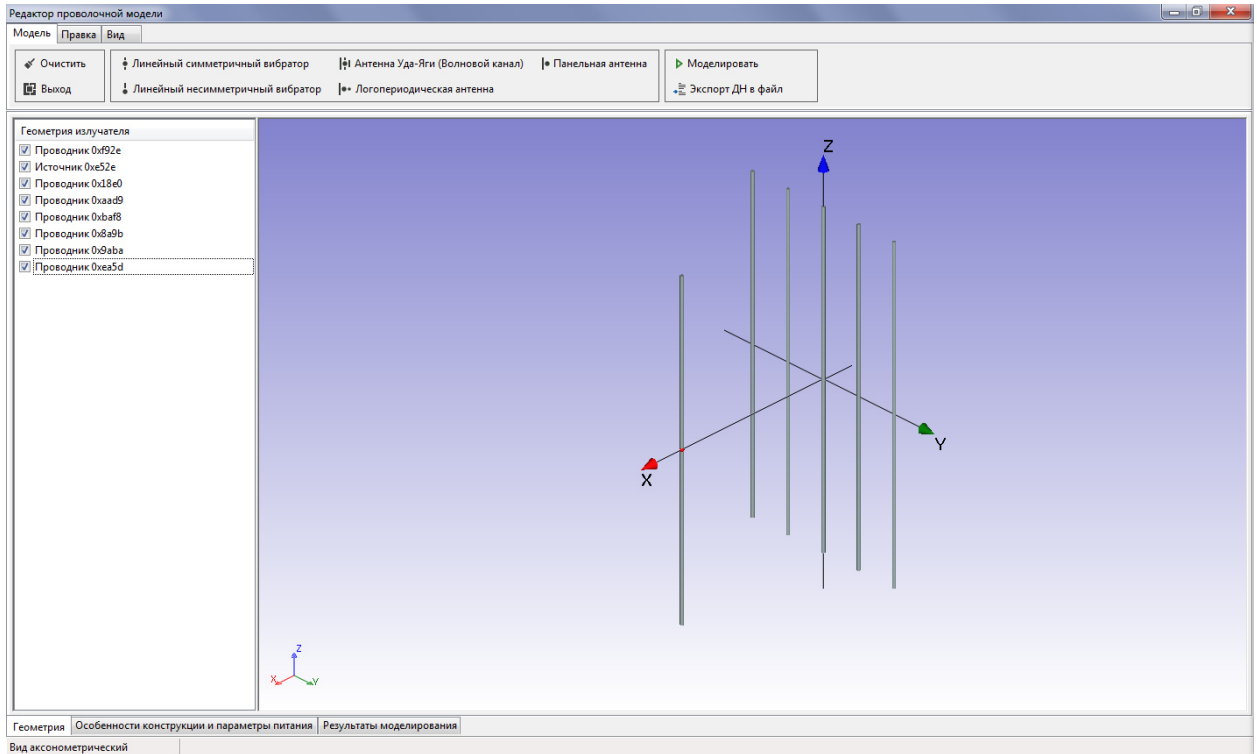 Редактор проволочной модели
Модель Правка Вид
Очистить
Выход
Линейный симметричный вибратор
Линейный несимметричный вибратор
Антенна Уда-Яги (Волновой канал)
Логопериодическая антенна
Панельная антенна
Моделировать
Экспорт ДН в файл
Геометрия излучателя
Проводник 0xf92e
Источник 0xe52e
Проводник 0x18e0
Проводник 0xaad9
Проводник 0xbaf8
Проводник 0x8a9b
Проводник 0x9aba
Проводник 0xea5d
Z
Y
X
Z
X
Y
Геометрия Особенности конструкции и параметры питания Результаты моделирования
Вид аксонометрический